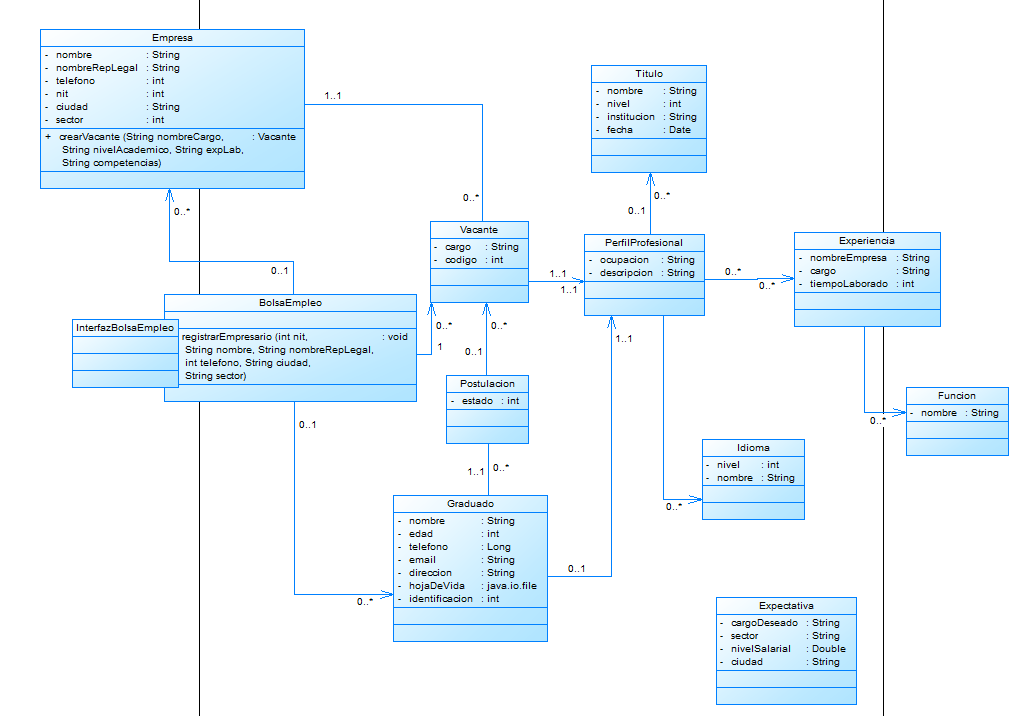 Empresa
- nombre : String
- nombreRepLegal : String
- telefono : int
- nit : int
- ciudad : String
- sector : int
+ crearVacante (String nombreCargo, : Vacante
String nivelAcademico, String expLab,
String competencias)
1..1
0..*
0..*
0..1
Titulo
- nombre : String
- nivel : int
- institucion : String
- fecha : Date
0..*
0..1
Vacante
- cargo : String
- codigo : int
1..1
1..1
PerfilProfesional
- ocupacion : String
- descripcion : String
0..*
0..*
Experiencia
- nombreEmpresa : String
- cargo : String
- tiempoLaborado : int
BolsaEmpleo
InterfazBolsaEmpleo
registrarEmpresario (int nit, : void
String nombre, String nombreRepLegal,
int telefono, String ciudad,
String sector)
0..*
1
0..*
0..1
1..1
Postulacion
- estado : int
Funcion
- nombre : String
0..*
0..1
1..1
0..*
Idioma
- nivel : int
- nombre : String
0..*
Graduado
- nombre : String
- edad : int
- telefono : Long
- email : String
- direccion : String
- hojaDeVida : java.io.file
- identificacion : int
0..1
0..*
Expectativa
- cargoDeseado : String
- sector : String
- nivelSalarial : Double
- ciudad : String